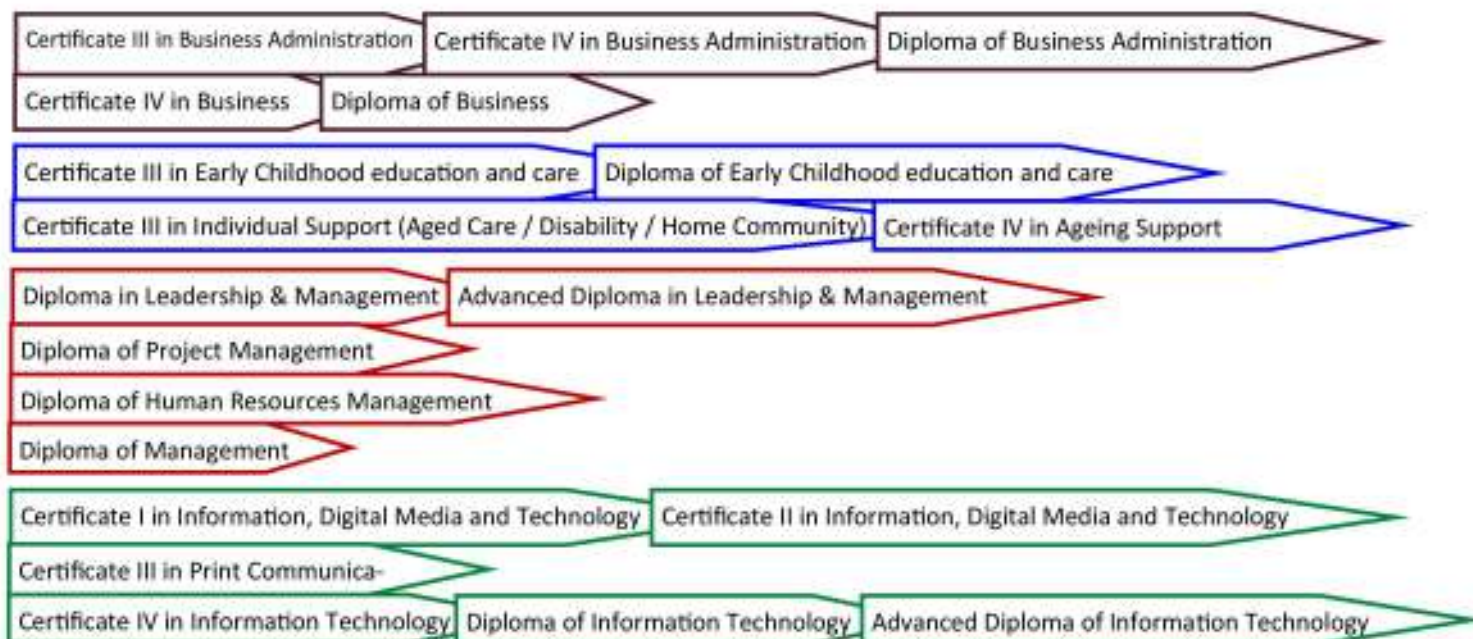 Certificate III in Business Administration Certificate IV in Business Administration Diploma of Business Administration
Certificate IV in Business Diploma of Business
Certificate III in Early Childhood education and care Diploma of Early Childhood education and care
Certificate III in Individual Support (Aged Care / Disability / Home Community) Certificate IV in Ageing Support
Diploma in Leadership & Management Advanced Diploma in Leadership & Management
Diploma of Project Management
Diploma of Human Resources Management
Diploma of Management
Certificate I in Information, Digital Media and Technology Certificate II in Information, Digital Media and Technology
Certificate III in Print Communica-
Certificate IV in Information Technology Diploma of Information Technology Advanced Diploma of Information Technology